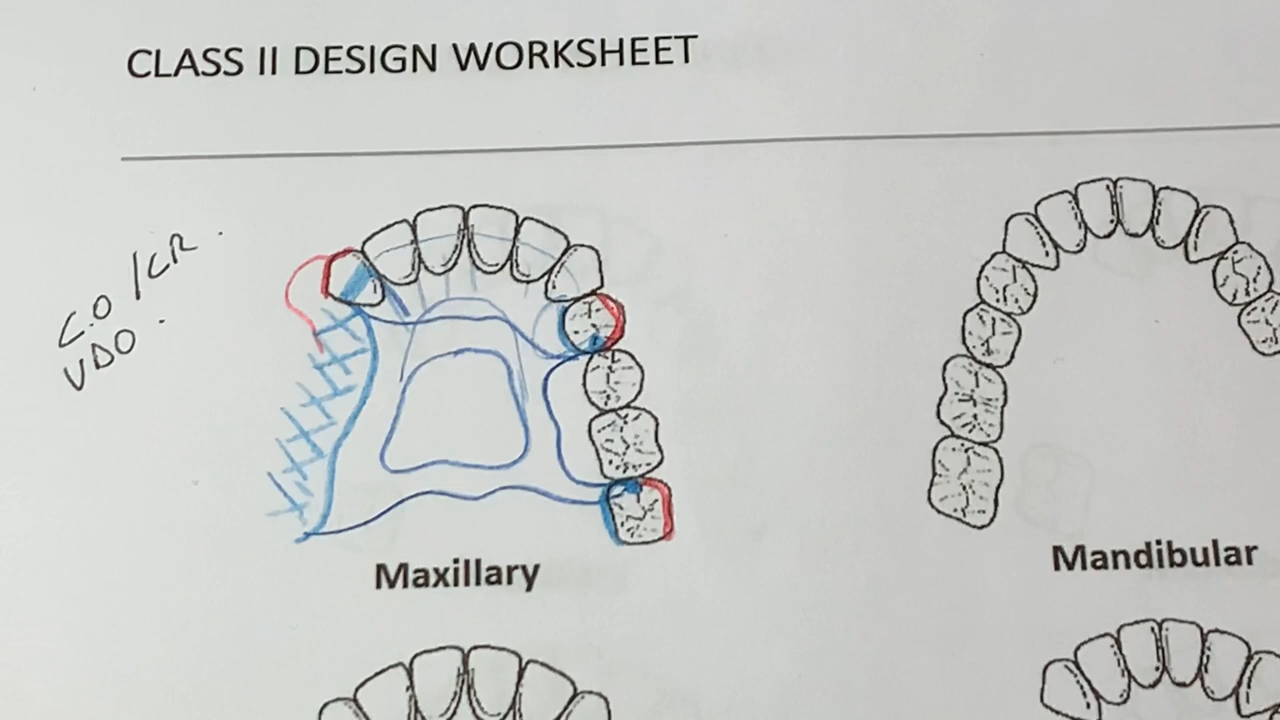 CLASS II DESIGN WORKSHEET
C.O /CR .
VDO .
Maxillary
Mandibular